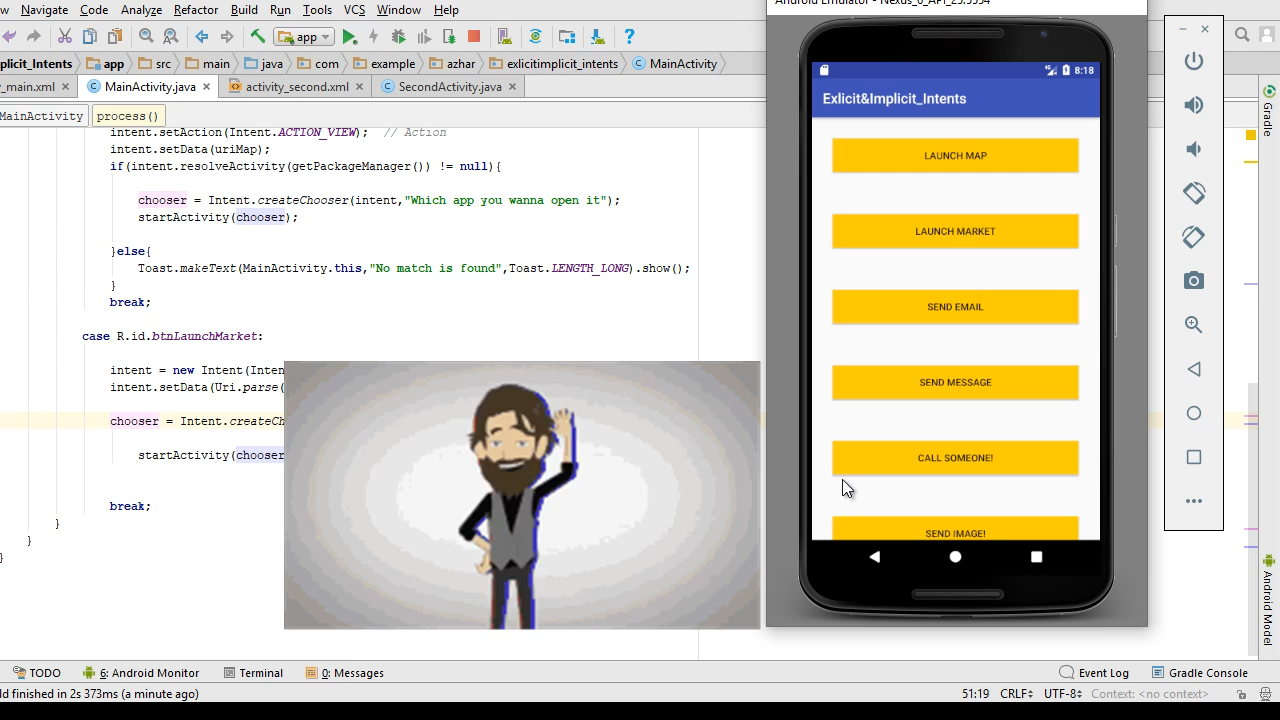 Navigate Code Analyze Refactor Build Run Tools VCS Window Help
app
plicit_Intents app src main java com example azhar exlicitimplicit_intents MainActivity
_main.xml MainActivity.java activity_second.xml SecondActivity.java
MainActivity process()
intent.setAction(Intent.ACTION_VIEW); // Action
intent.setData(uriMap);
if(intent.resolveActivity(getPackageManager()) != null){
chooser = Intent.createChooser(intent,"Which app you wanna open it");
startActivity(chooser);
}else{
Toast.makeText(MainActivity.this,"No match is found",Toast.LENGTH_LONG).show();
}
break;
case R.id.btnLaunchMarket:
intent = new Intent(Inten
intent.setData(Uri.parse(
chooser = Intent.createCh
startActivity(chooser
break;
}
}
}
8:18
Exlicit&Implicit_Intents
LAUNCH MAP
LAUNCH MARKET
SEND EMAIL
SEND MESSAGE
CALL SOMEONE!
SEND IMAGE!
Gradle
Android Model
TODO 6: Android Monitor Terminal 0: Messages Event Log Gradle Console
ld finished in 2s 373ms (a minute ago) 51:19 CRLF UTF-8 Context: <no context>